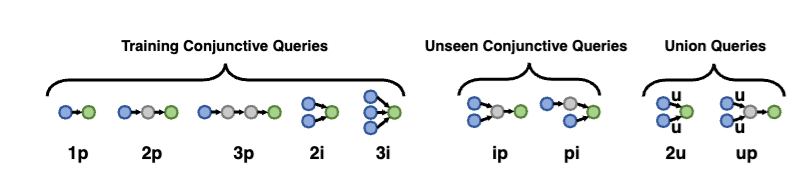 Training Conjunctive Queries
Unseen Conjunctive Queries
Union Queries
u
u
u
u
1p
2p
3p
2i
3i
ip
pi
2u
up